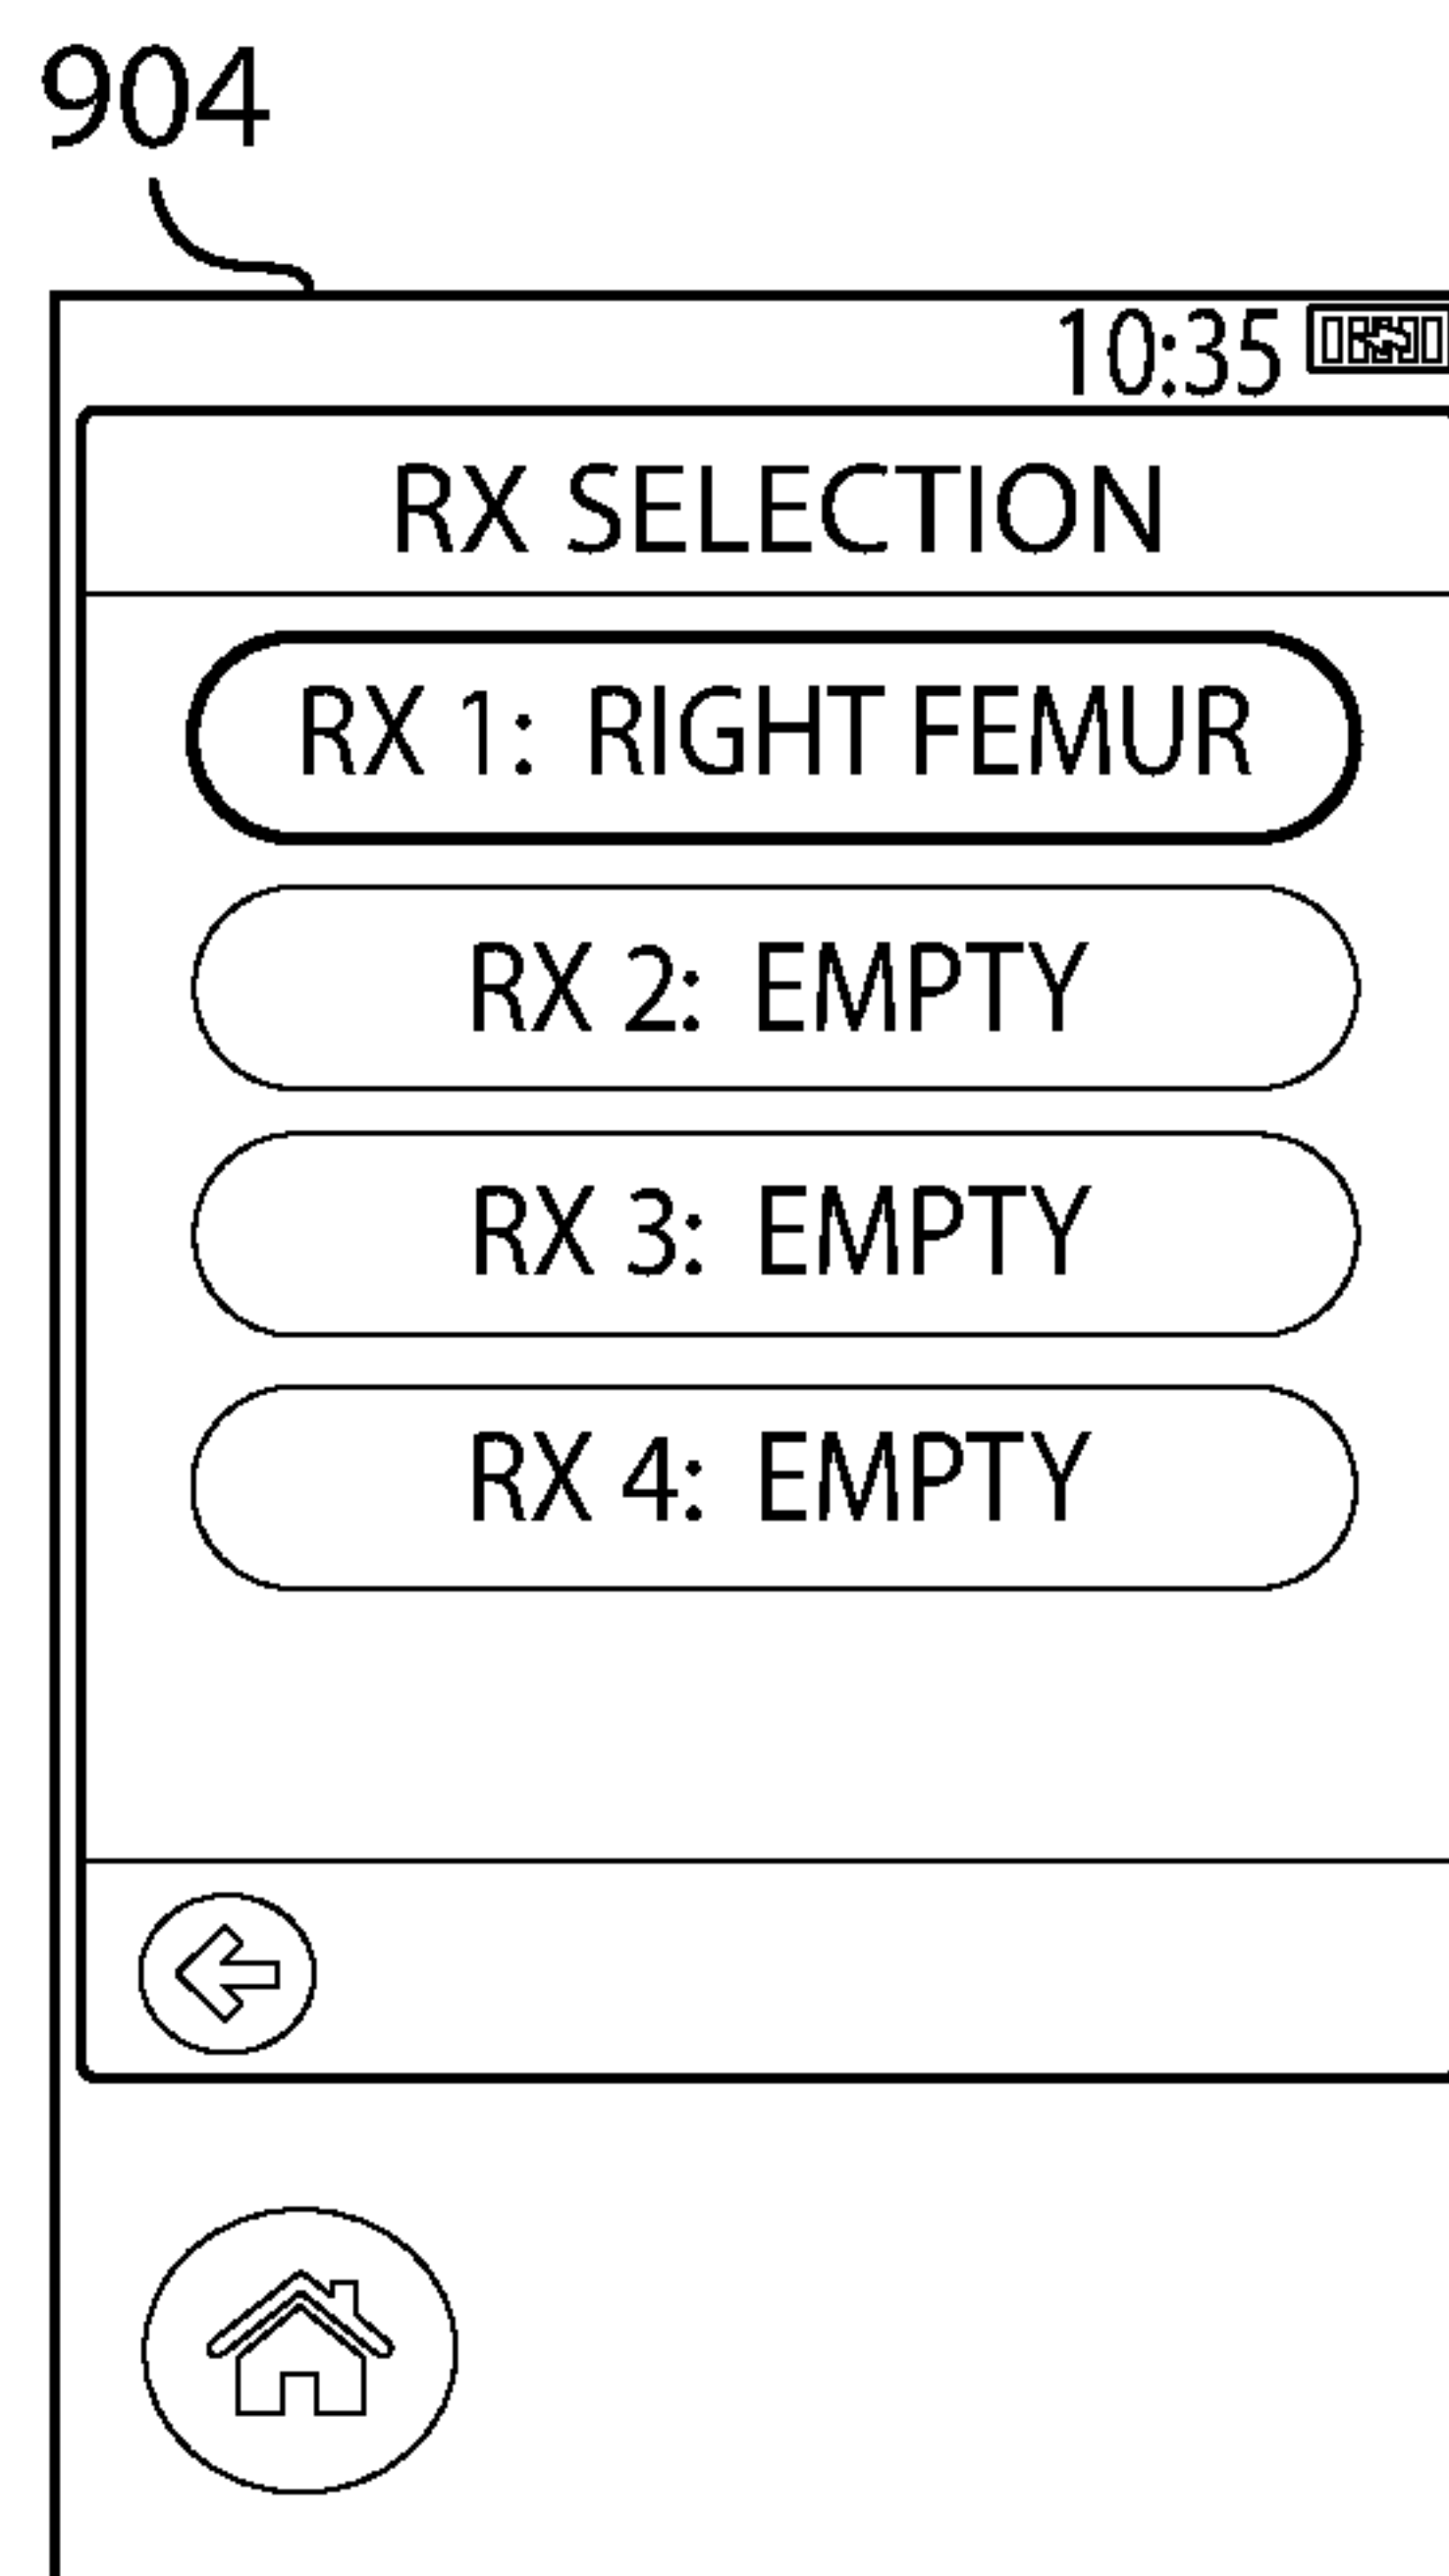 904
10:35
RX SELECTION
RX 1: RIGHT FEMUR
RX 2: EMPTY
RX 3: EMPTY
RX 4: EMPTY